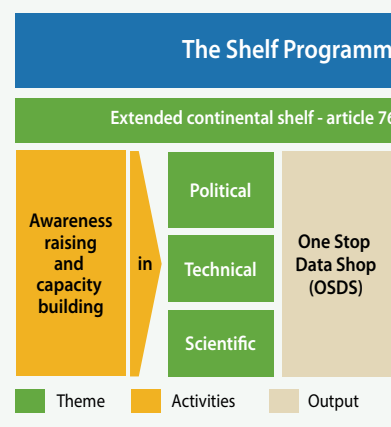 The Shelf Programm
Extended continental shelf - article 76
Awareness
raising
and
capacity
building
in
Political
Technical
Scientific
One Stop
Data Shop
(OSDS)
Theme
Activities
Output